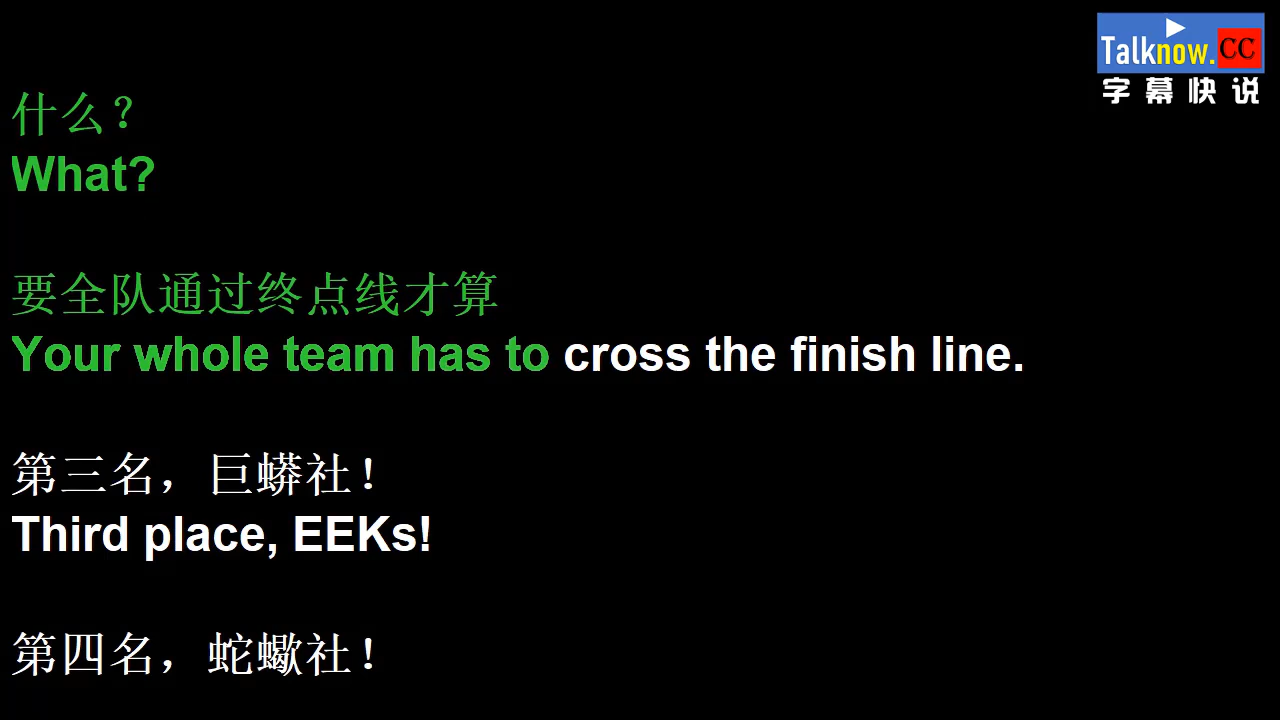 Talknow.CC
字幕快说
什么？
What?
要全队通过终点线才算
Your whole team has to cross the finish line.
第三名，巨蟒社！
Third place, EEKs!
第四名，蛇蠍社！